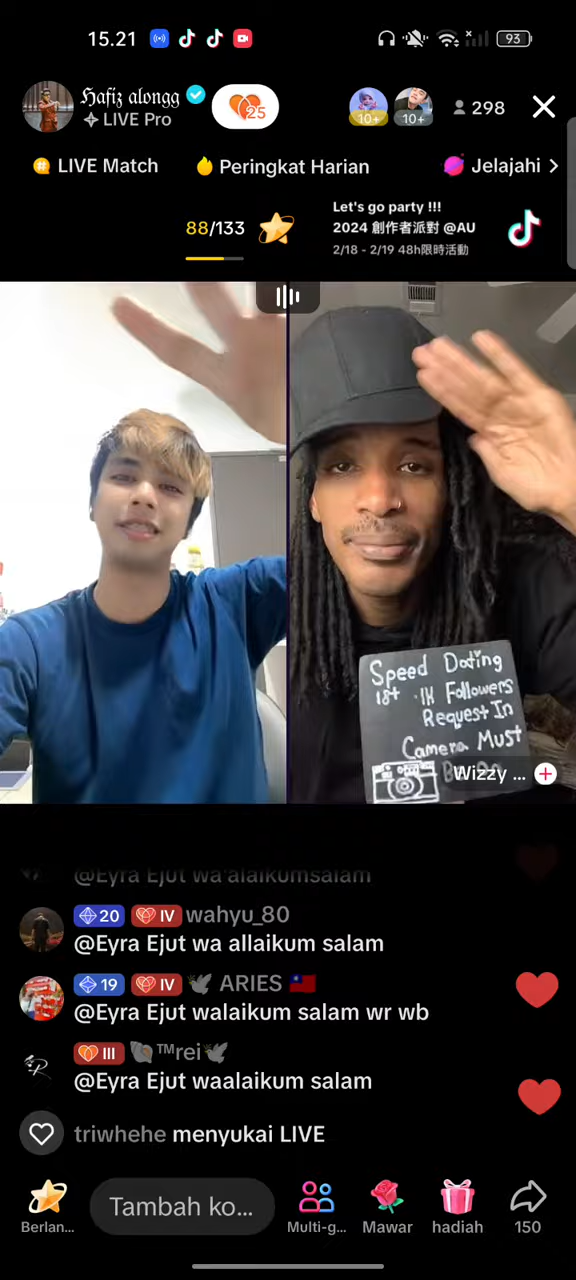 15.21
93
ℌafiz alongg
LIVE Pro
25
10+
10+
298
LIVE Match
Peringkat Harian
Jelajahi
88/133
Let's go party !!!
2024 創作者派對 @AU
2/18 - 2/19 48h限時活動
Speed Dating
18+ 1K Followers
Request In
Camera Must
Wizzy ...
@Eyra Ejut wa'alaikumsalam
20 IV wahyu_80
@Eyra Ejut wa allaikum salam
19 IV 🕊 ARIES 🇹🇼
@Eyra Ejut walaikum salam wr wb
III 🐚™rei🕊
@Eyra Ejut waalaikum salam
triwhehe menyukai LIVE
Tambah ko...
Berlan...
Multi-g...
Mawar
hadiah
150